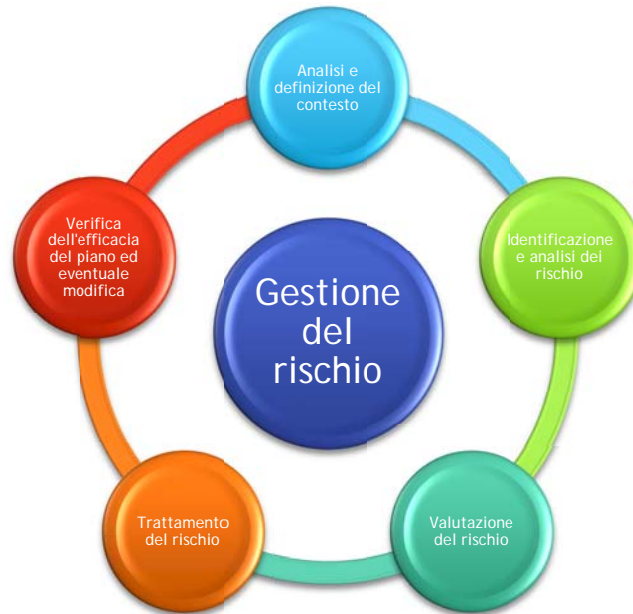 Analisi e
definizione del
contesto
Identificazione
e analisi dei
rischio
Valutazione
del rischio
Trattamento
del rischio
Verifica
dell'efficacia
del piano ed
eventuale
modifica
Gestione
del
rischio